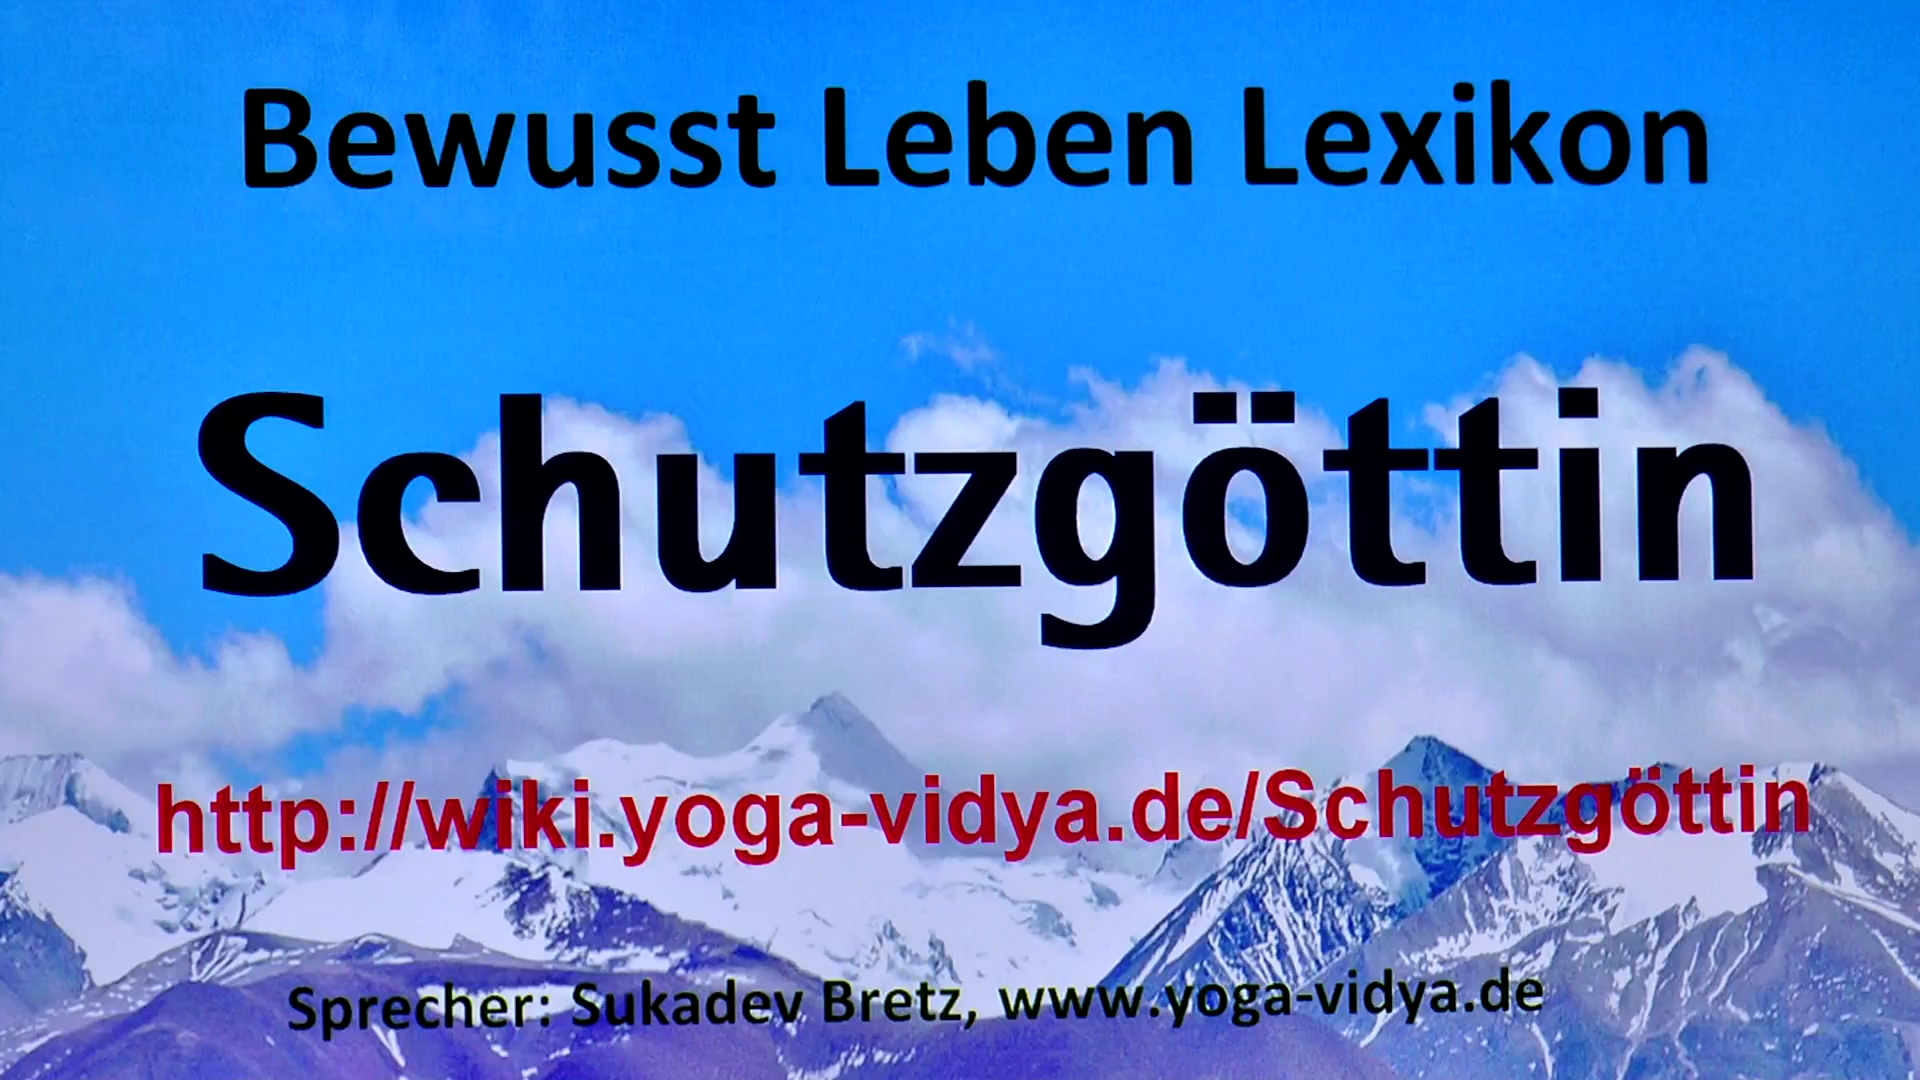 Bewusst Leben Lexikon
Schutzgöttin
http://wiki.yoga-vidya.de/Schutzgöttin
Sprecher: Sukadev Bretz, www.yoga-vidya.de